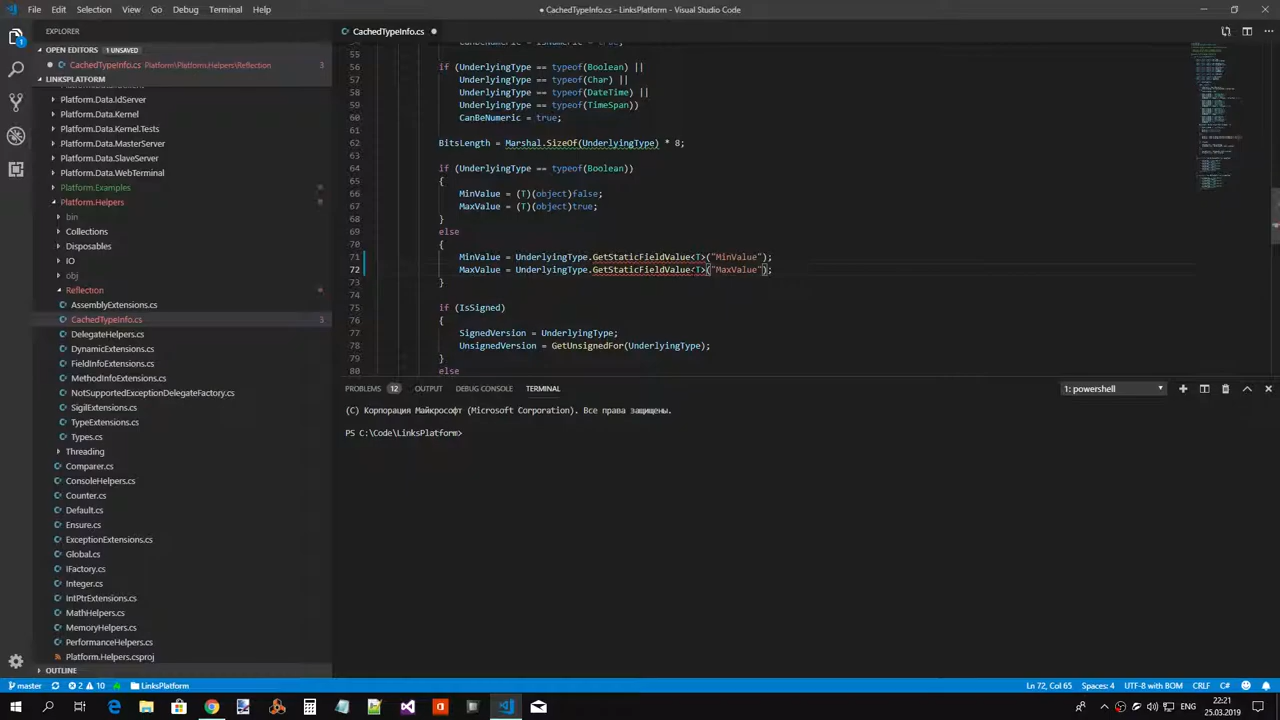 File Edit Selection View Go Debug Terminal Help
● CachedTypeInfo.cs - LinksPlatform - Visual Studio Code
EXPLORER
OPEN EDITORS 1 UNSAVED
CachedTypeInfo.cs Platform\Platform.Helpers\Reflection 3
LINKSPLATFORM
Platform.Data.IdServer
Platform.Data.Kernel
Platform.Data.Kernel.Tests
Platform.Data.MasterServer
Platform.Data.SlaveServer
Platform.Data.WebTerminal
Platform.Examples
Platform.Helpers
bin
Collections
Disposables
IO
obj
Reflection
AssemblyExtensions.cs
CachedTypeInfo.cs 3
DelegateHelpers.cs
DynamicExtensions.cs
FieldInfoExtensions.cs
MethodInfoExtensions.cs
NotSupportedExceptionDelegateFactory.cs
SigilExtensions.cs
TypeExtensions.cs
Types.cs
Threading
Comparer.cs
ConsoleHelpers.cs
Counter.cs
Default.cs
Ensure.cs
ExceptionExtensions.cs
Global.cs
IFactory.cs
Integer.cs
IntPtrExtensions.cs
MathHelpers.cs
MemoryHelpers.cs
PerformanceHelpers.cs
Platform.Helpers.csproj
OUTLINE
CachedTypeInfo.cs
55
56 if (UnderlyingType == typeof(Boolean) ||
57 UnderlyingType == typeof(Char) ||
58 UnderlyingType == typeof(DateTime) ||
59 UnderlyingType == typeof(TimeSpan))
60 CanBeNumeric = true;
61
62 BitsLength = Marshal.SizeOf(UnderlyingType) * 8;
63
64 if (UnderlyingType == typeof(Boolean))
65 {
66 MinValue = (T)(object)false;
67 MaxValue = (T)(object)true;
68 }
69 else
70 {
71 MinValue = UnderlyingType.GetStaticFieldValue<T>("MinValue");
72 MaxValue = UnderlyingType.GetStaticFieldValue<T>("MaxValue");
73 }
74
75 if (IsSigned)
76 {
77 SignedVersion = UnderlyingType;
78 UnsignedVersion = GetUnsignedFor(UnderlyingType);
79 }
80 else
PROBLEMS 12 OUTPUT DEBUG CONSOLE TERMINAL
1: powershell
(C) Корпорация Майкрософт (Microsoft Corporation). Все права защищены.
PS C:\Code\LinksPlatform>
master 2 10 LinksPlatform
Ln 72, Col 65 Spaces: 4 UTF-8 with BOM CRLF C#
ENG
22:21
25.03.2019